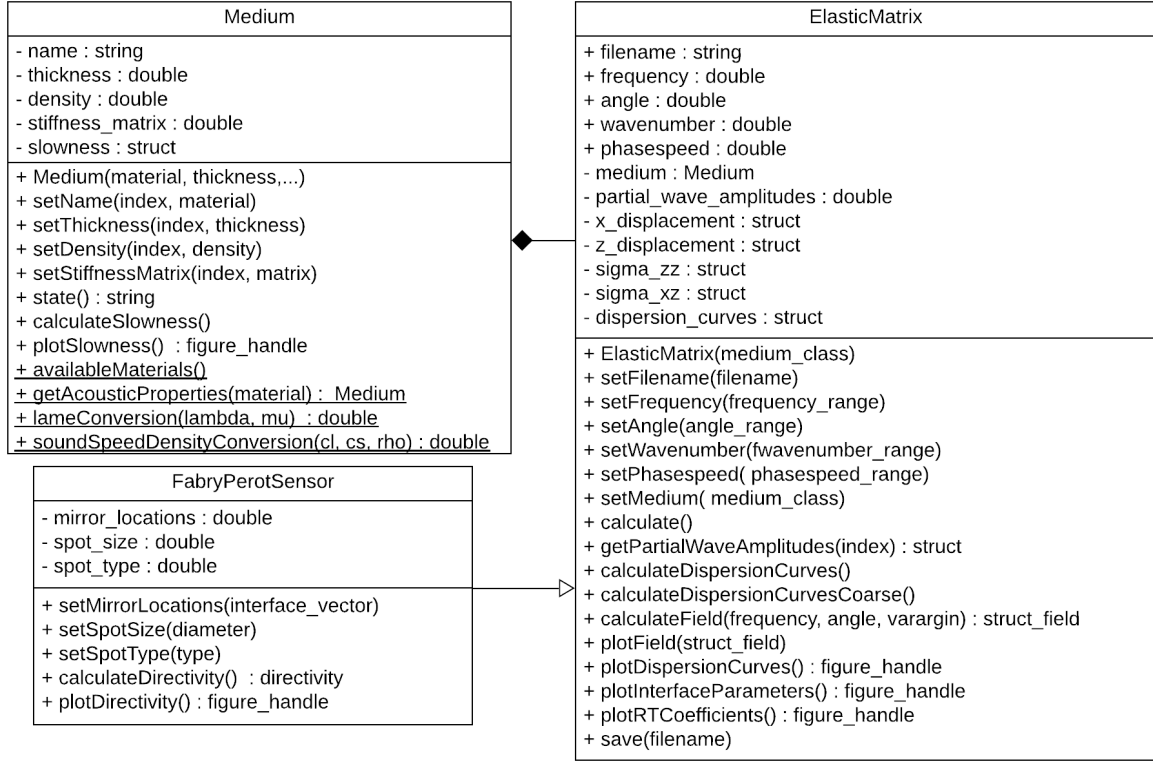 Medium
- name : string
- thickness : double
- density : double
- stiffness_matrix : double
- slowness : struct
+ Medium(material, thickness,...)
+ setName(index, material)
+ setThickness(index, thickness)
+ setDensity(index, density)
+ setStiffnessMatrix(index, matrix)
+ state() : string
+ calculateSlowness()
+ plotSlowness() : figure_handle
+ availableMaterials()
+ getAcousticProperties(material) : Medium
+ lameConversion(lambda, mu) : double
+ soundSpeedDensityConversion(cl, cs, rho) : double
FabryPerotSensor
- mirror_locations : double
- spot_size : double
- spot_type : double
+ setMirrorLocations(interface_vector)
+ setSpotSize(diameter)
+ setSpotType(type)
+ calculateDirectivity() : directivity
+ plotDirectivity() : figure_handle
ElasticMatrix
+ filename : string
+ frequency : double
+ angle : double
+ wavenumber : double
+ phasespeed : double
- medium : Medium
- partial_wave_amplitudes : double
- x_displacement : struct
- z_displacement : struct
- sigma_zz : struct
- sigma_xz : struct
- dispersion_curves : struct
+ ElasticMatrix(medium_class)
+ setFilename(filename)
+ setFrequency(frequency_range)
+ setAngle(angle_range)
+ setWavenumber(fwavenumber_range)
+ setPhasespeed( phasespeed_range)
+ setMedium( medium_class)
+ calculate()
+ getPartialWaveAmplitudes(index) : struct
+ calculateDispersionCurves()
+ calculateDispersionCurvesCoarse()
+ calculateField(frequency, angle, varargin) : struct_field
+ plotField(struct_field)
+ plotDispersionCurves() : figure_handle
+ plotInterfaceParameters() : figure_handle
+ plotRTCoefficients() : figure_handle
+ save(filename)